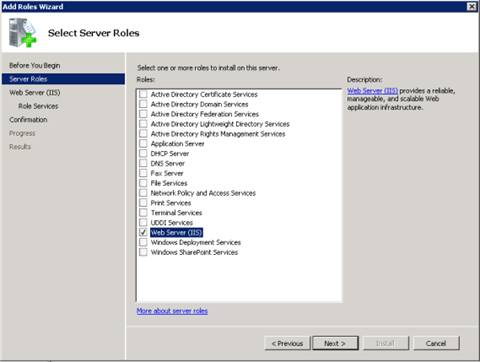 Add Roles Wizard
Select Server Roles
Before You Begin
Server Roles
Web Server (IIS)
Role Services
Confirmation
Progress
Results
Select one or more roles to install on this server.
Roles:
Active Directory Certificate Services
Active Directory Domain Services
Active Directory Federation Services
Active Directory Lightweight Directory Services
Active Directory Rights Management Services
Application Server
DHCP Server
DNS Server
Fax Server
File Services
Network Policy and Access Services
Print Services
Terminal Services
UDDI Services
Web Server (IIS)
Windows Deployment Services
Windows SharePoint Services
More about server roles
Description:
Web Server (IIS) provides a reliable,
manageable, and scalable Web
application infrastructure.
< Previous
Next >
Install
Cancel